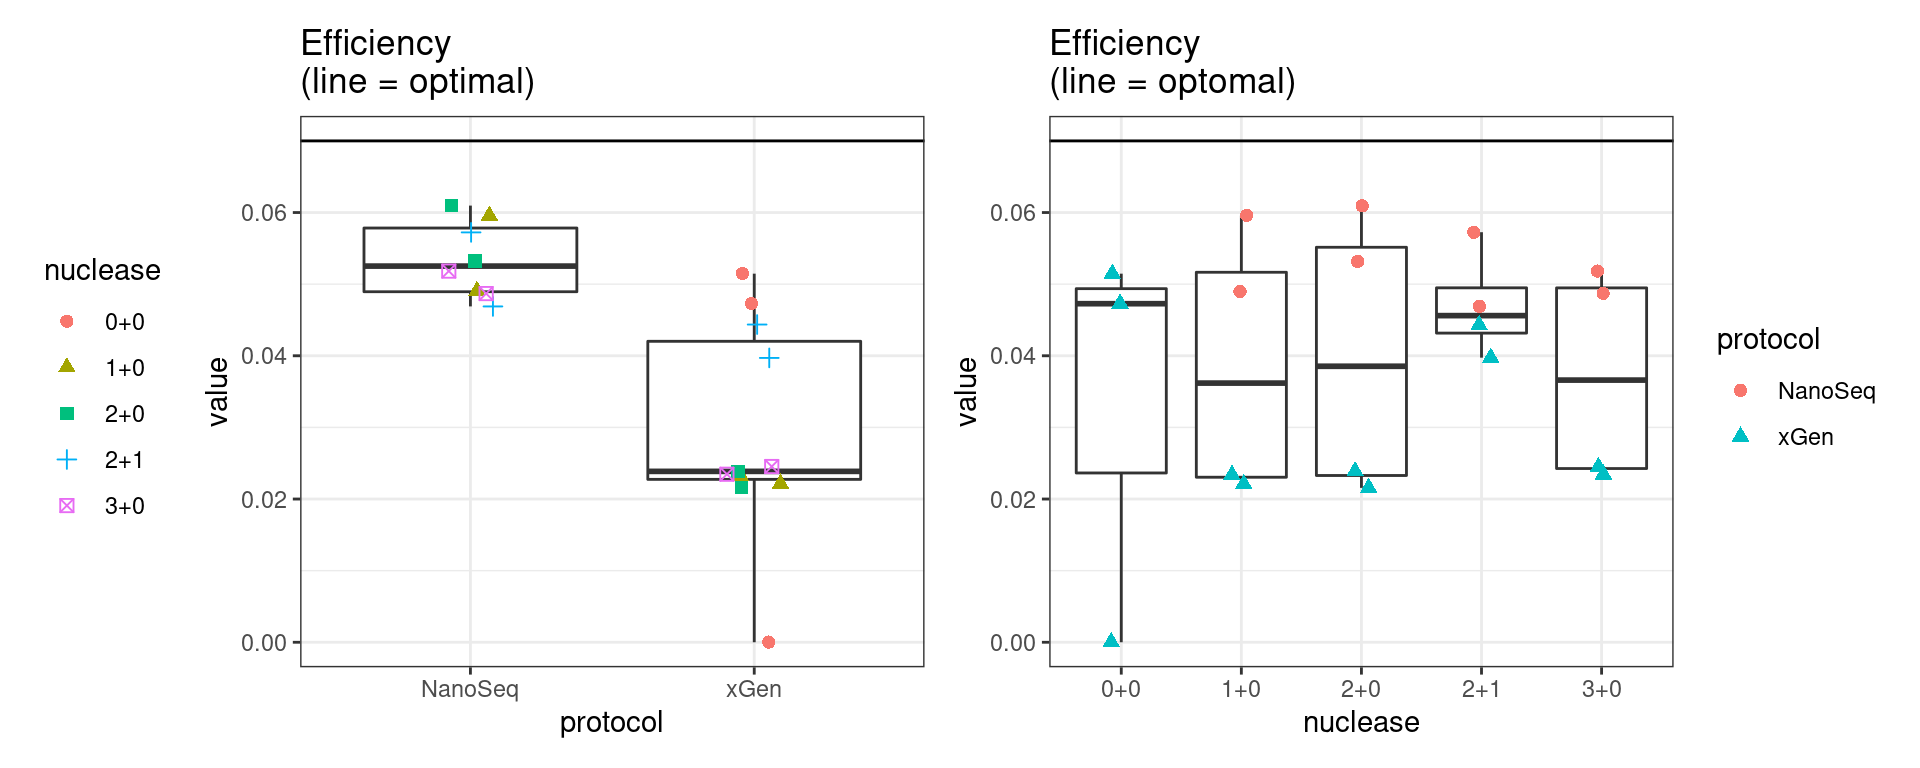 Efficiency
(line = optimal)
nuclease
0+0
1+0
2+0
2+1
3+0
value
0.06
0.04
0.02
0.00
NanoSeq
xGen
protocol
Efficiency
(line = optomal)
value
0.06
0.04
0.02
0.00
0+0
1+0
2+0
2+1
3+0
nuclease
protocol
NanoSeq
xGen